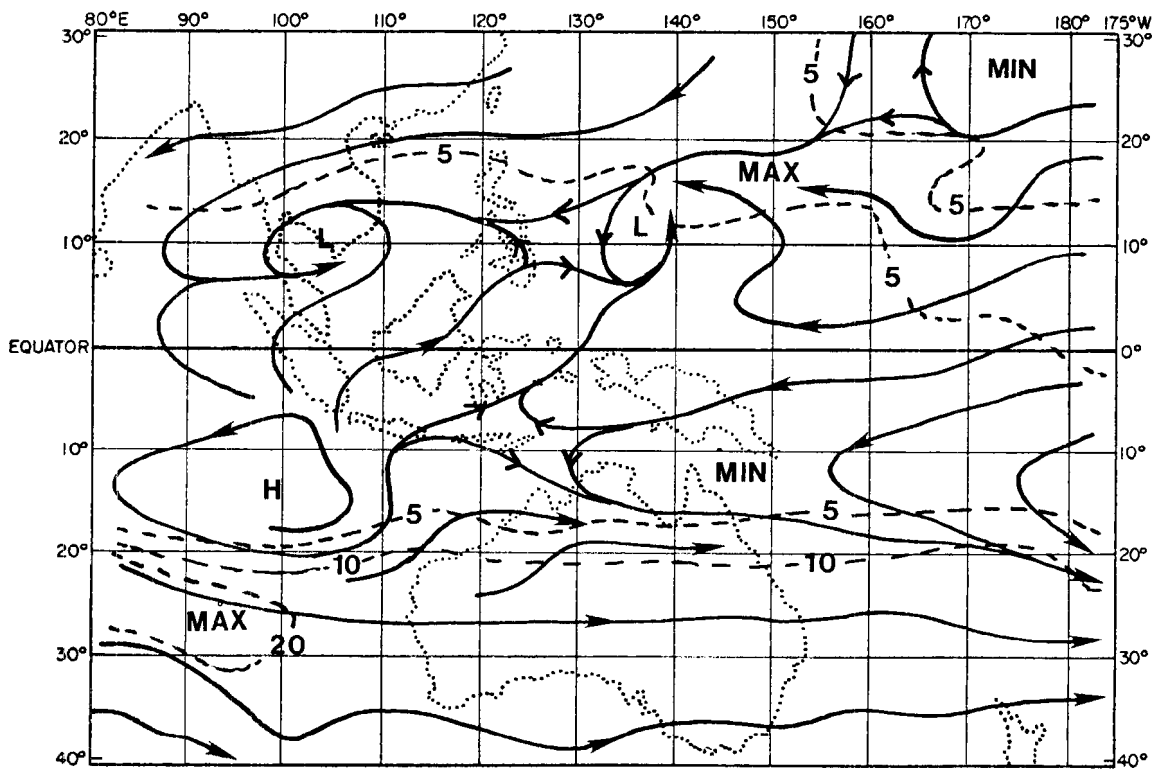 80°E 90° 100° 110° 120° 130° 140° 150° 160° 170° 180° 175°W
30° 30°
5 MIN
20° 20°
5 MAX
5
L L
10° 10°
5
EQUATOR 0°
10° 10°
H MIN
5 5
20° 10 10 20°
MAX
20
30° 30°
40° 40°